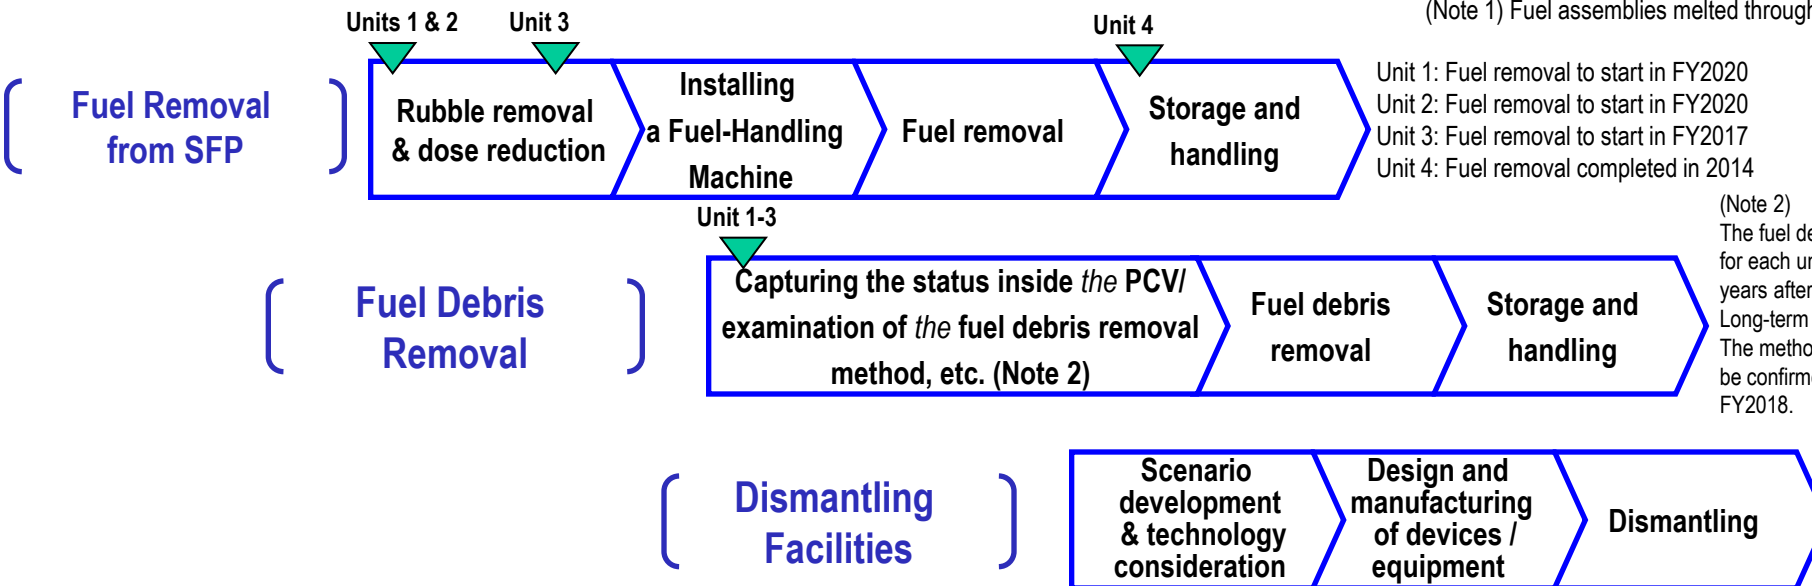 (Note 1) Fuel assemblies melted through
Units 1 & 2
Unit 3
Unit 4
Fuel Removal
from SFP
Rubble removal
& dose reduction
Installing
a Fuel-Handling
Machine
Fuel removal
Storage and
handling
Unit 1: Fuel removal to start in FY2020
Unit 2: Fuel removal to start in FY2020
Unit 3: Fuel removal to start in FY2017
Unit 4: Fuel removal completed in 2014
Unit 1-3
Fuel Debris
Removal
Capturing the status inside the PCV/
examination of the fuel debris removal
method, etc. (Note 2)
Fuel debris
removal
Storage and
handling
(Note 2)
The fuel
for each
years after
Long-term
The
be
FY2018.
Dismantling
Facilities
Scenario
development
& technology
consideration
Design and
manufacturing
of devices /
equipment
Dismantling